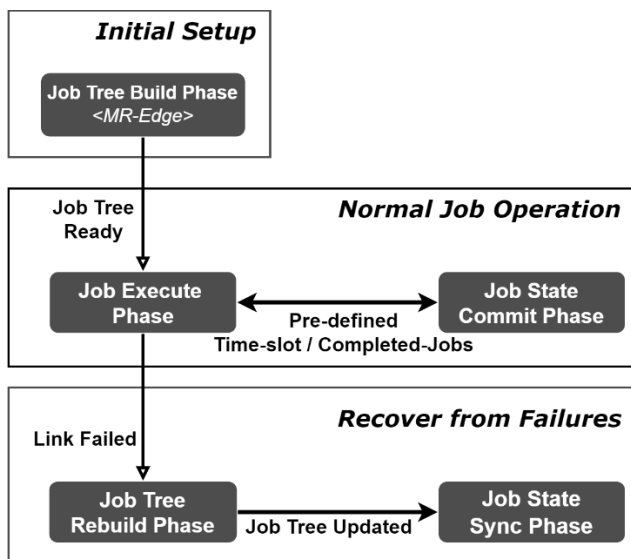 Initial Setup
Job Tree Build Phase
<MR-Edge>
Job Tree
Ready
Normal Job Operation
Job Execute
Phase
Pre-defined
Time-slot / Completed-Jobs
Job State
Commit Phase
Link Failed
Recover from Failures
Job Tree
Rebuild Phase
Job Tree Updated
Job State
Sync Phase